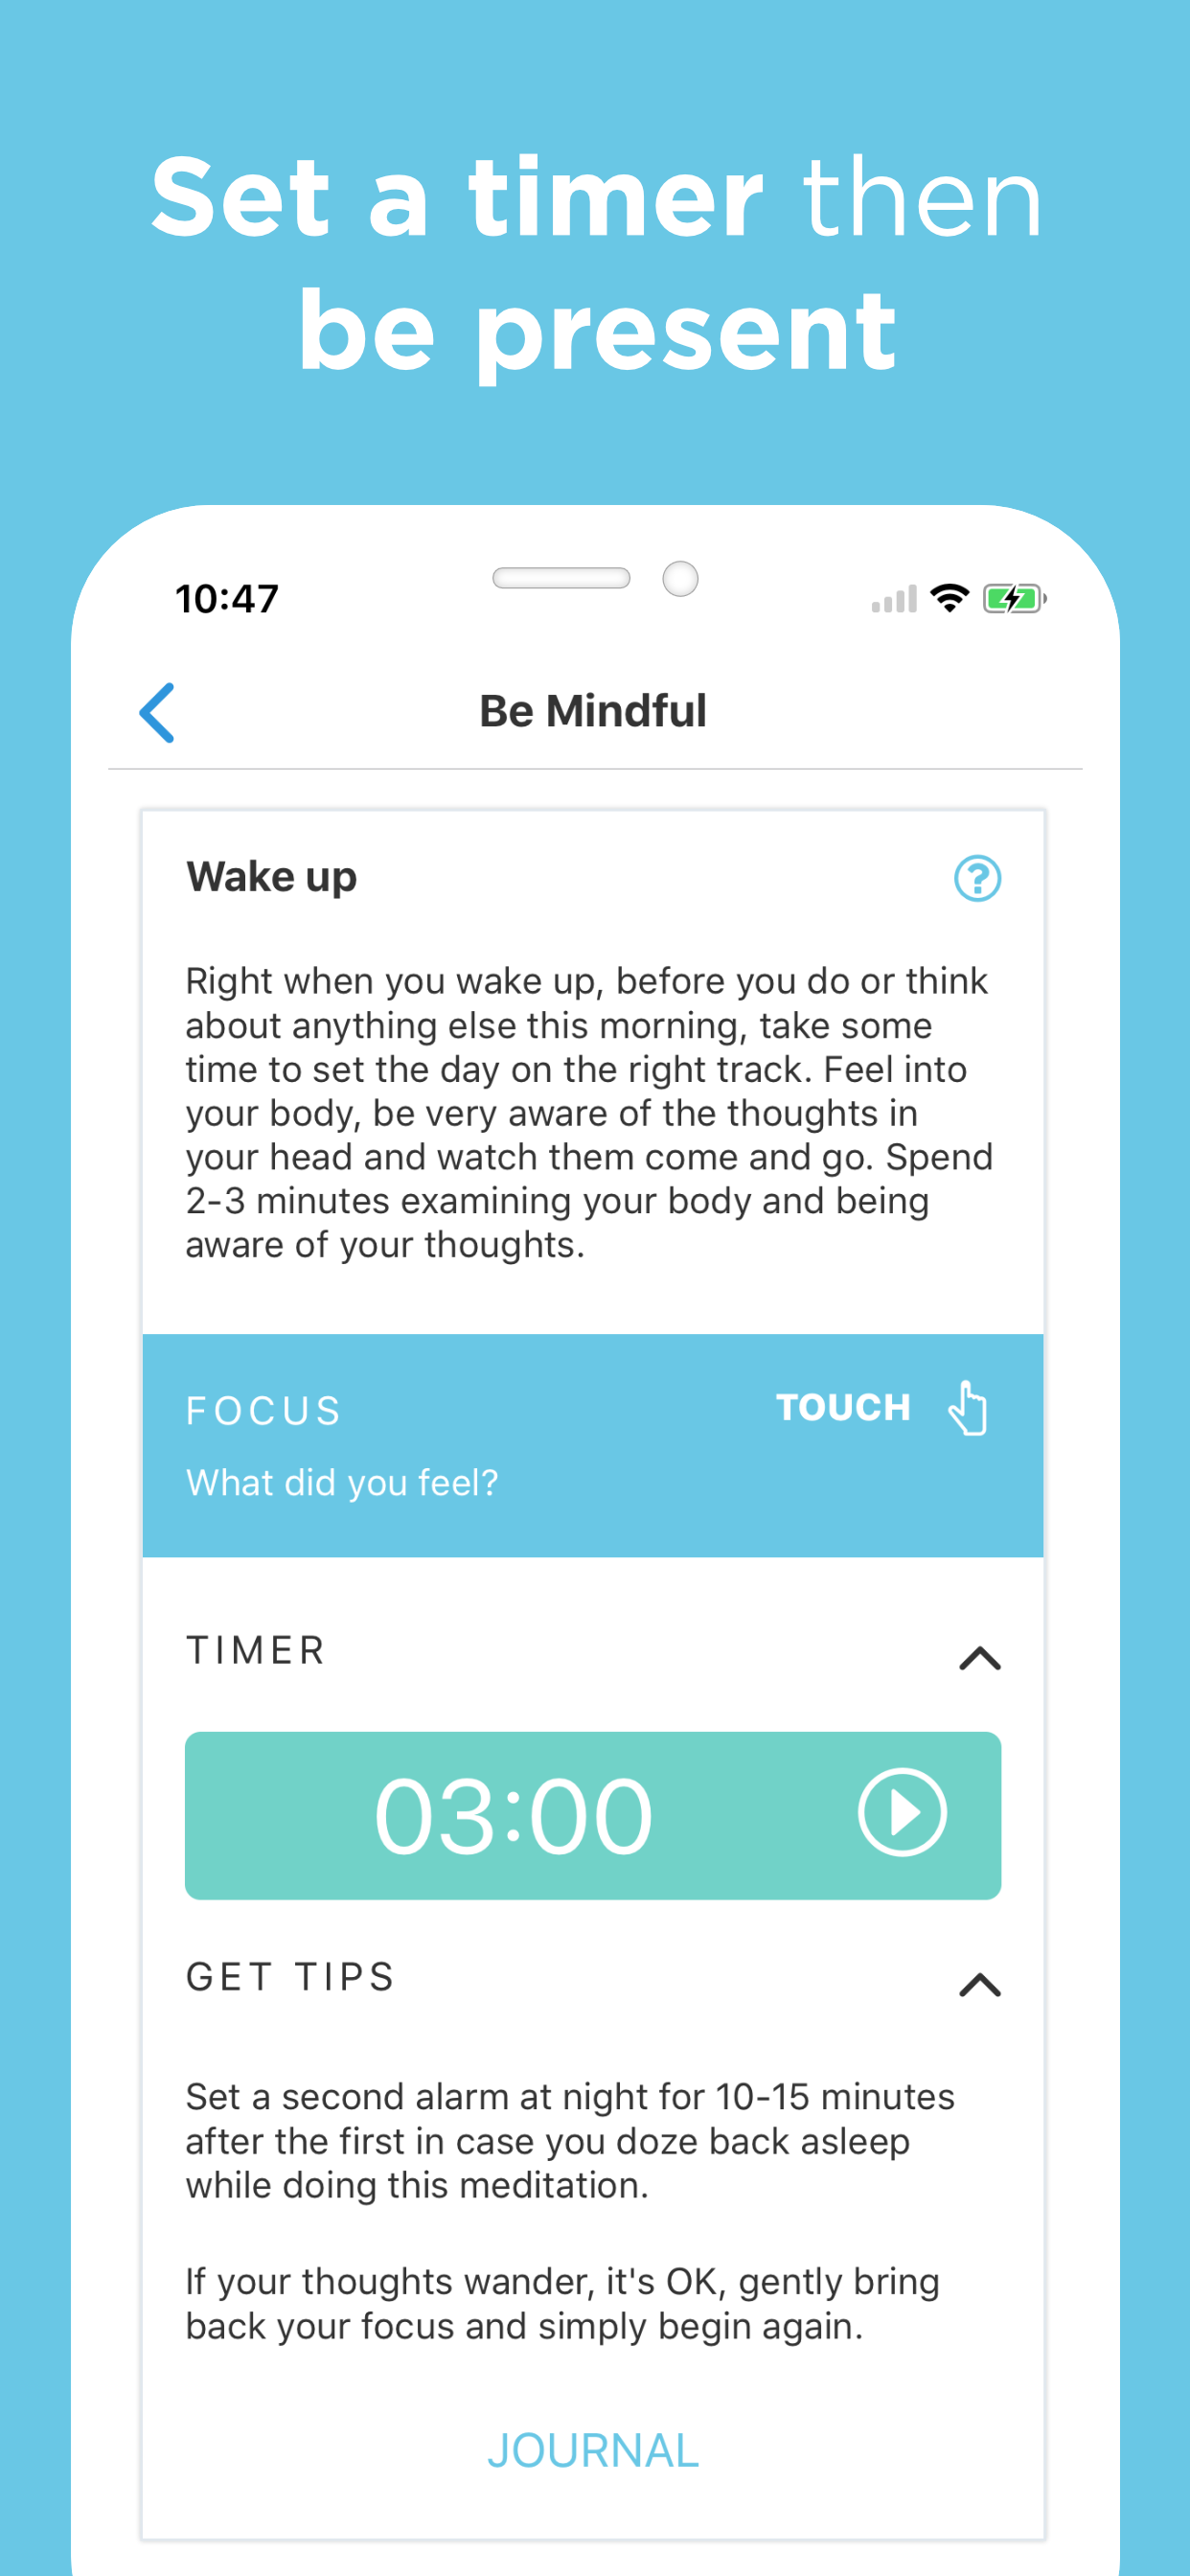 Set a timer then
be present
10:47
Be Mindful
Wake up
?
Right when you wake up, before you do or think
about anything else this morning, take some
time to set the day on the right track. Feel into
your body, be very aware of the thoughts in
your head and watch them come and go. Spend
2-3 minutes examining your body and being
aware of your thoughts.
FOCUS
TOUCH
What did you feel?
TIMER
03:00
GET TIPS
Set a second alarm at night for 10-15 minutes
after the first in case you doze back asleep
while doing this meditation.
If your thoughts wander, it's OK, gently bring
back your focus and simply begin again.
JOURNAL